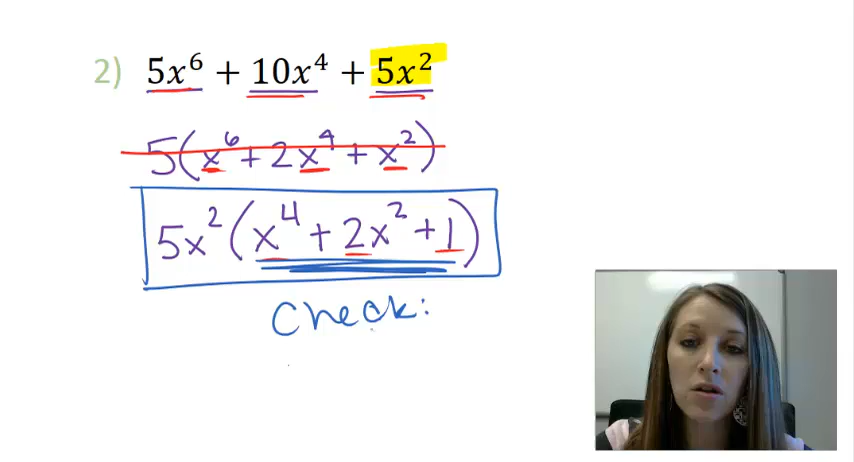 2) 5x⁶ + 10x⁴ + 5x²
5(x⁶ + 2x⁴ + x²)
5x²(x⁴ + 2x² + 1)
Check: